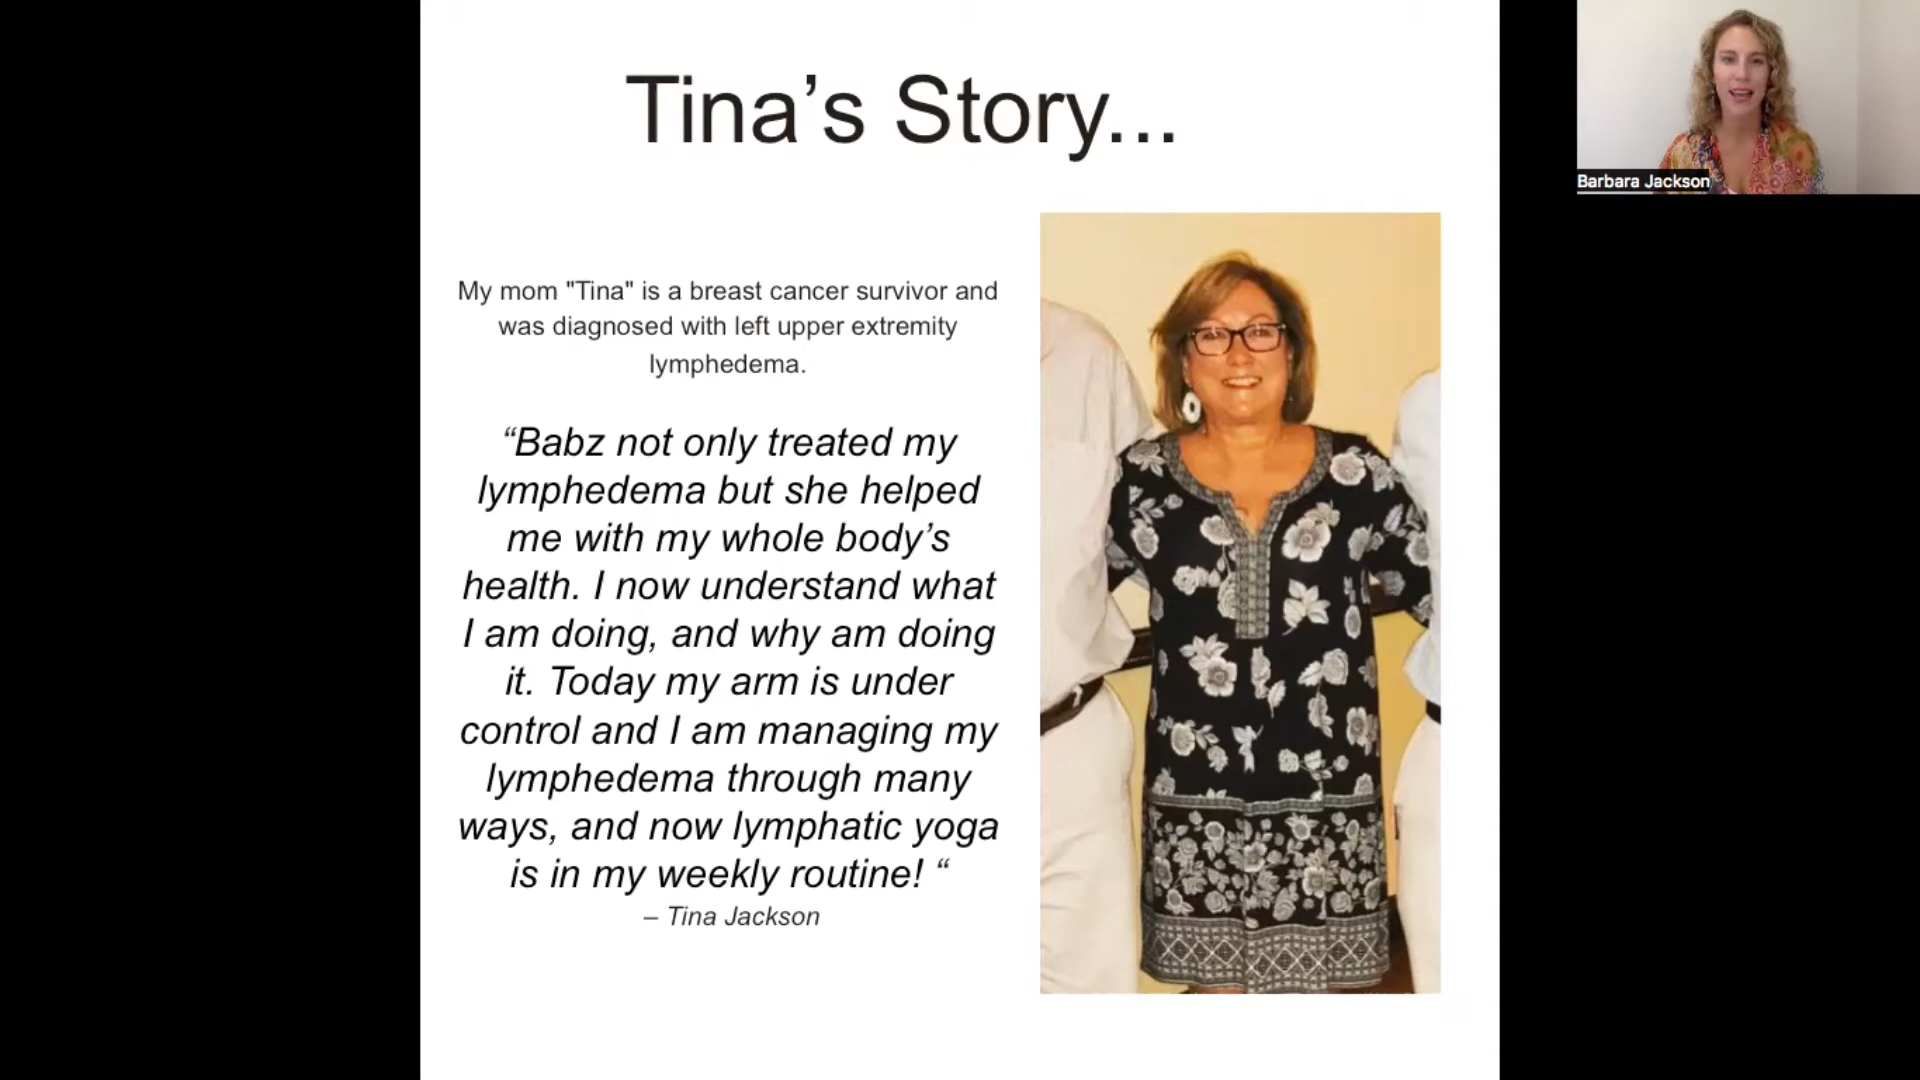 Tina’s Story...
My mom "Tina" is a breast cancer survivor and
was diagnosed with left upper extremity
lymphedema.
“Babz not only treated my
lymphedema but she helped
me with my whole body’s
health. I now understand what
I am doing, and why am doing
it. Today my arm is under
control and I am managing my
lymphedema through many
ways, and now lymphatic yoga
is in my weekly routine! “
– Tina Jackson
Barbara Jackson